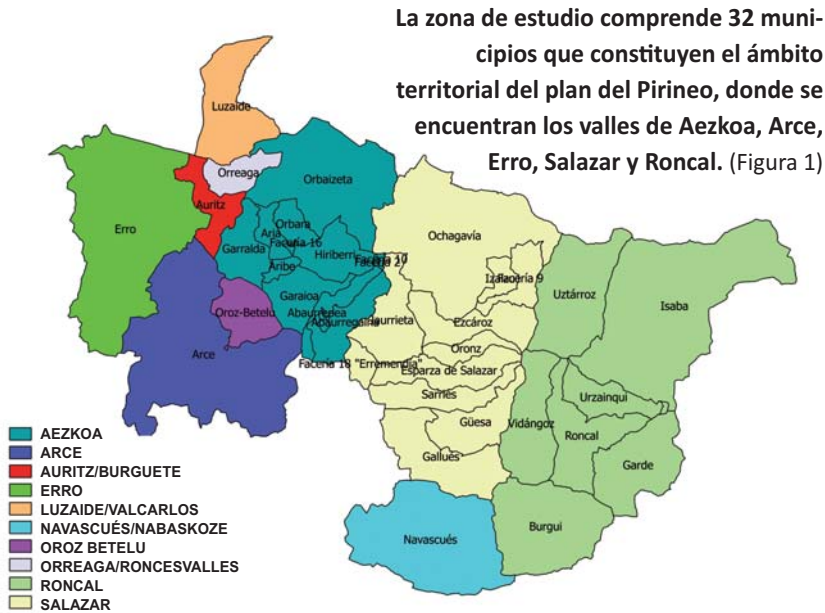 La zona de estudio comprende 32 muni-
cipios que constituyen el ámbito
territorial del plan del Pirineo, donde se
encuentran los valles de Aezkoa, Arce,
Erro, Salazar y Roncal. (Figura 1)
Luzaide
Orreaga
Orbaizeta
Auritz
Erro
Orbara
Aria
Facería 16
Garralda
Hiriberri
Aribe
Garaioa
Oroz-Betelu
Abaurrepea
Abaurregaina
Arce
Facería 18 "Erremendia"
Ochagavía
Facería 9
Jaurrieta
Ezcároz
Oronz
Esparza de Salazar
Sarriés
Güesa
Gallués
Navascués
Uztárroz
Isaba
Urzainqui
Vidángoz
Roncal
Garde
Burgui
AEZKOA
ARCE
AURITZ/BURGUETE
ERRO
LUZAIDE/VALCARLOS
NAVASCUÉS/NABASKOZE
OROZ BETELU
ORREAGA/RONCESVALLES
RONCAL
SALAZAR